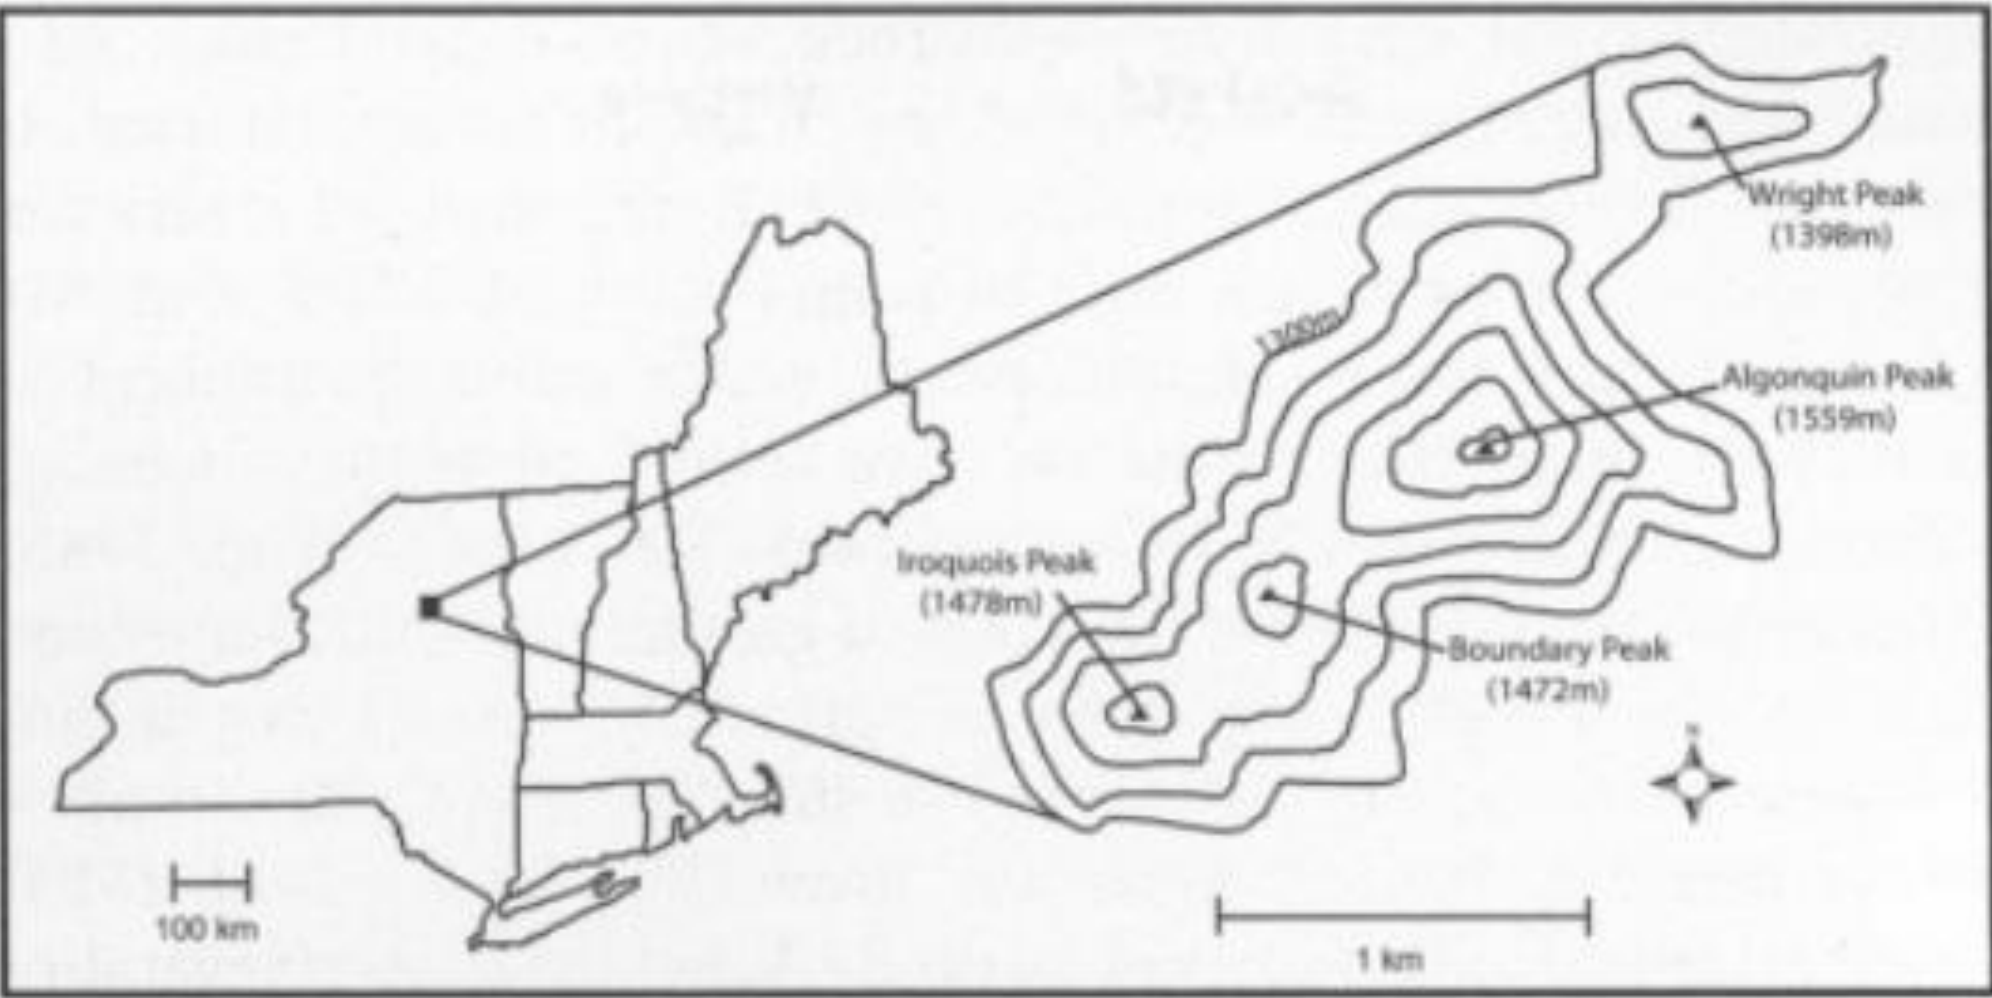 Wright Peak
(1398m)
1300m
Algonquin Peak
(1559m)
Iroquois Peak
(1478m)
Boundary Peak
(1472m)
N
100 km
1 km